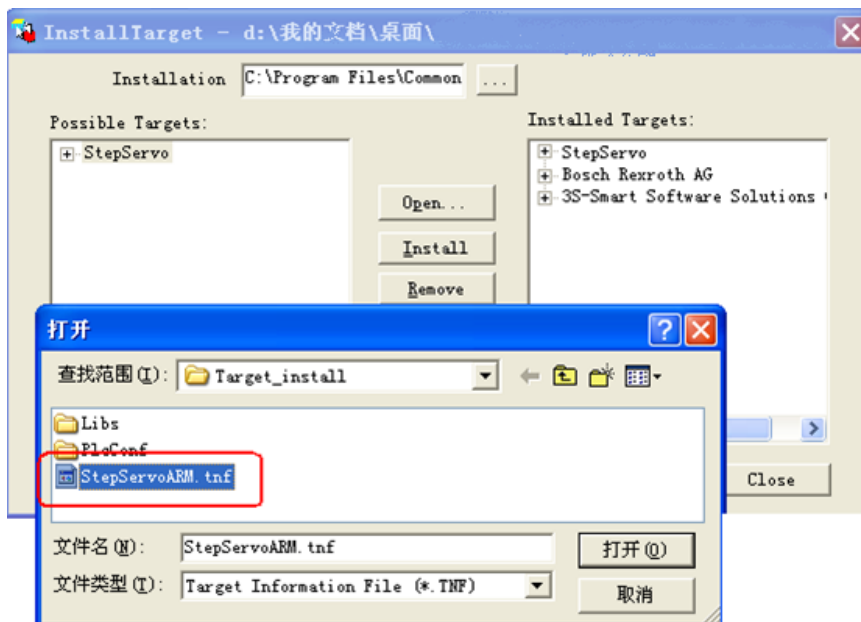 InstallTarget - d:\我的文档\桌面\
Installation C:\Program Files\Common ...
Possible Targets:
Installed Targets:
StepServo
StepServo
Bosch Rexroth AG
3S-Smart Software Solutions
Open...
Install
Remove
打开
查找范围(I): Target_install
Libs
PlcConf
StepServoARM.tnf
Close
文件名(N): StepServoARM.tnf
打开(O)
文件类型(T): Target Information File (*.TNF)
取消